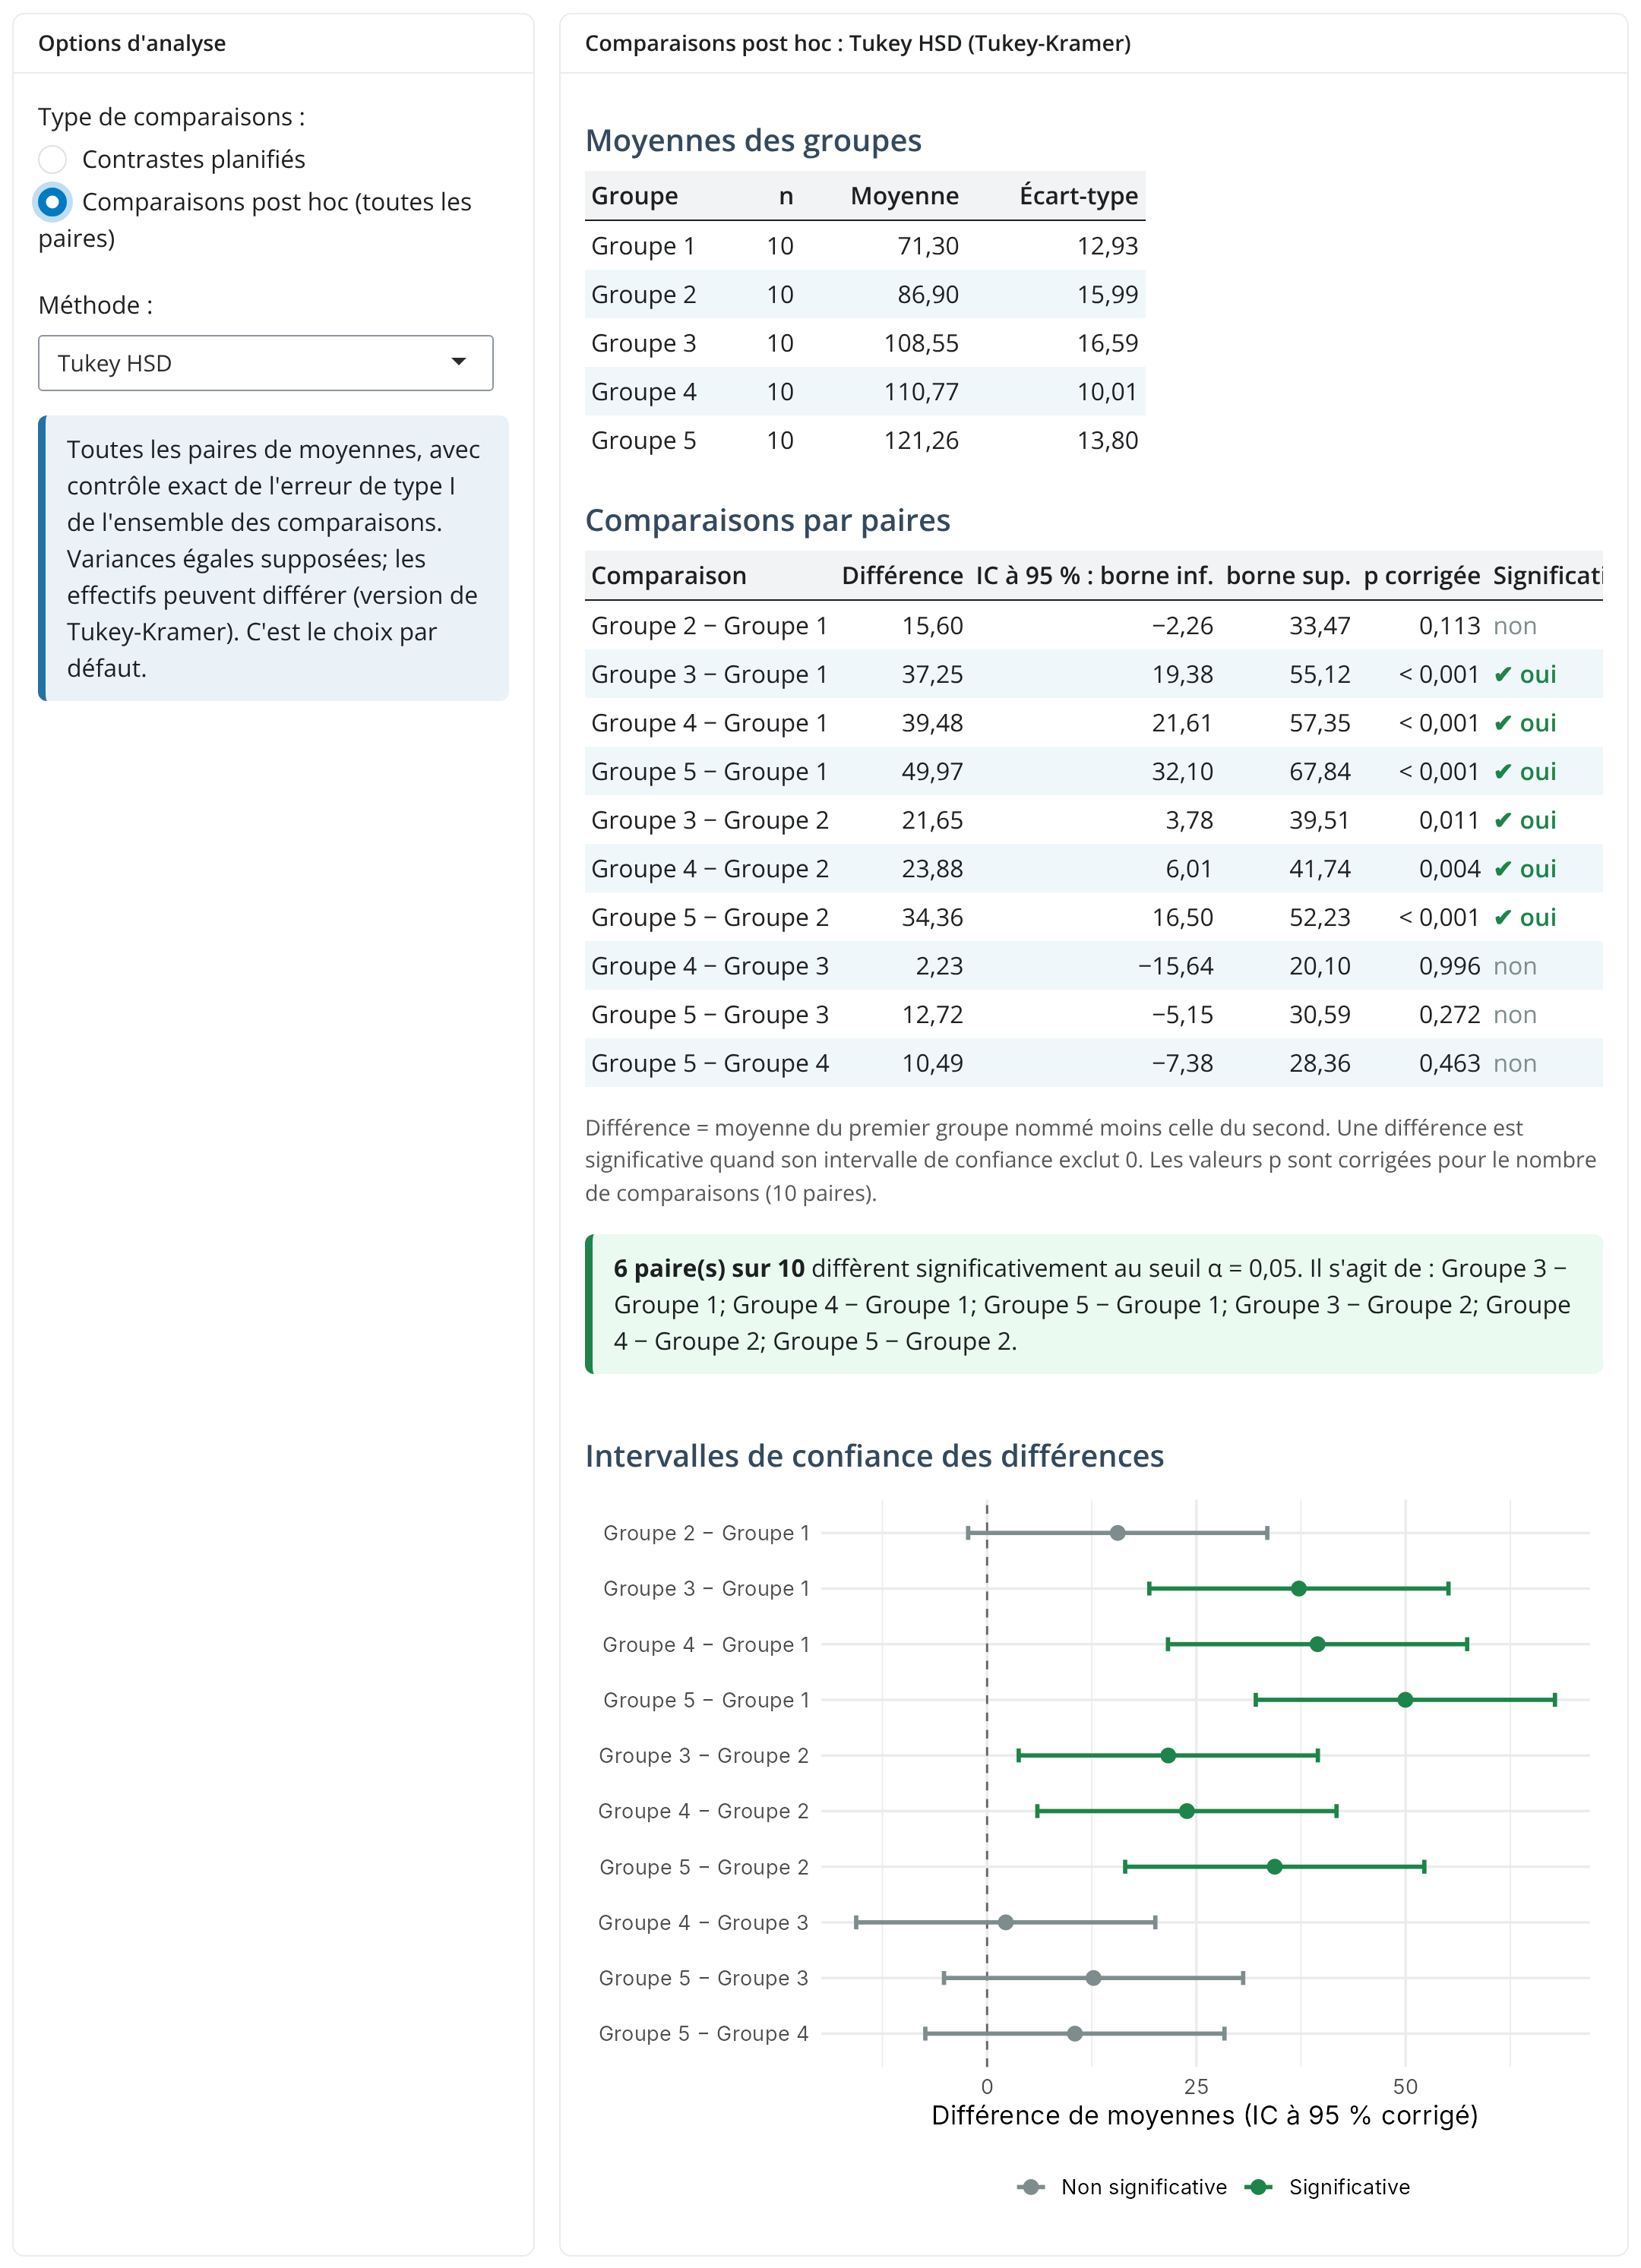 Options d'analyse
Type de comparaisons :
Contrastes planifiés
Comparaisons post hoc (toutes les
paires)
Méthode :
Tukey HSD
Toutes les paires de moyennes, avec
contrôle exact de l'erreur de type I
de l'ensemble des comparaisons.
Variances égales supposées; les
effectifs peuvent différer (version de
Tukey-Kramer). C'est le choix par
défaut.
Comparaisons post hoc : Tukey HSD (Tukey-Kramer)
Moyennes des groupes
Groupe n Moyenne Écart-type
Groupe 1 10 71,30 12,93
Groupe 2 10 86,90 15,99
Groupe 3 10 108,55 16,59
Groupe 4 10 110,77 10,01
Groupe 5 10 121,26 13,80
Comparaisons par paires
Comparaison Différence IC à 95 % : borne inf. borne sup. p corrigée Significati
Groupe 2 − Groupe 1 15,60 −2,26 33,47 0,113 non
Groupe 3 − Groupe 1 37,25 19,38 55,12 < 0,001 ✔ oui
Groupe 4 − Groupe 1 39,48 21,61 57,35 < 0,001 ✔ oui
Groupe 5 − Groupe 1 49,97 32,10 67,84 < 0,001 ✔ oui
Groupe 3 − Groupe 2 21,65 3,78 39,51 0,011 ✔ oui
Groupe 4 − Groupe 2 23,88 6,01 41,74 0,004 ✔ oui
Groupe 5 − Groupe 2 34,36 16,50 52,23 < 0,001 ✔ oui
Groupe 4 − Groupe 3 2,23 −15,64 20,10 0,996 non
Groupe 5 − Groupe 3 12,72 −5,15 30,59 0,272 non
Groupe 5 − Groupe 4 10,49 −7,38 28,36 0,463 non
Différence = moyenne du premier groupe nommé moins celle du second. Une différence est
significative quand son intervalle de confiance exclut 0. Les valeurs p sont corrigées pour le nombre
de comparaisons (10 paires).
6 paire(s) sur 10 diffèrent significativement au seuil α = 0,05. Il s'agit de : Groupe 3 −
Groupe 1; Groupe 4 − Groupe 1; Groupe 5 − Groupe 1; Groupe 3 − Groupe 2; Groupe
4 − Groupe 2; Groupe 5 − Groupe 2.
Intervalles de confiance des différences
Groupe 2 − Groupe 1
Groupe 3 − Groupe 1
Groupe 4 − Groupe 1
Groupe 5 − Groupe 1
Groupe 3 − Groupe 2
Groupe 4 − Groupe 2
Groupe 5 − Groupe 2
Groupe 4 − Groupe 3
Groupe 5 − Groupe 3
Groupe 5 − Groupe 4
0 25 50
Différence de moyennes (IC à 95 % corrigé)
Non significative Significative